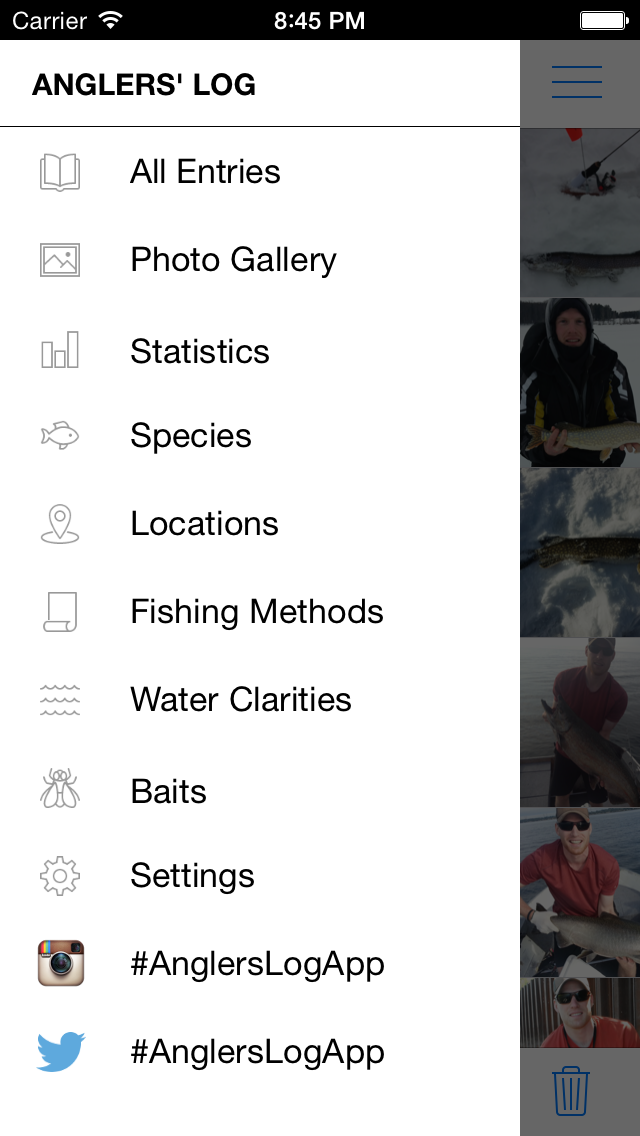 Carrier 8:45 PM
ANGLERS' LOG
All Entries
Photo Gallery
Statistics
Species
Locations
Fishing Methods
Water Clarities
Baits
Settings
#AnglersLogApp
#AnglersLogApp